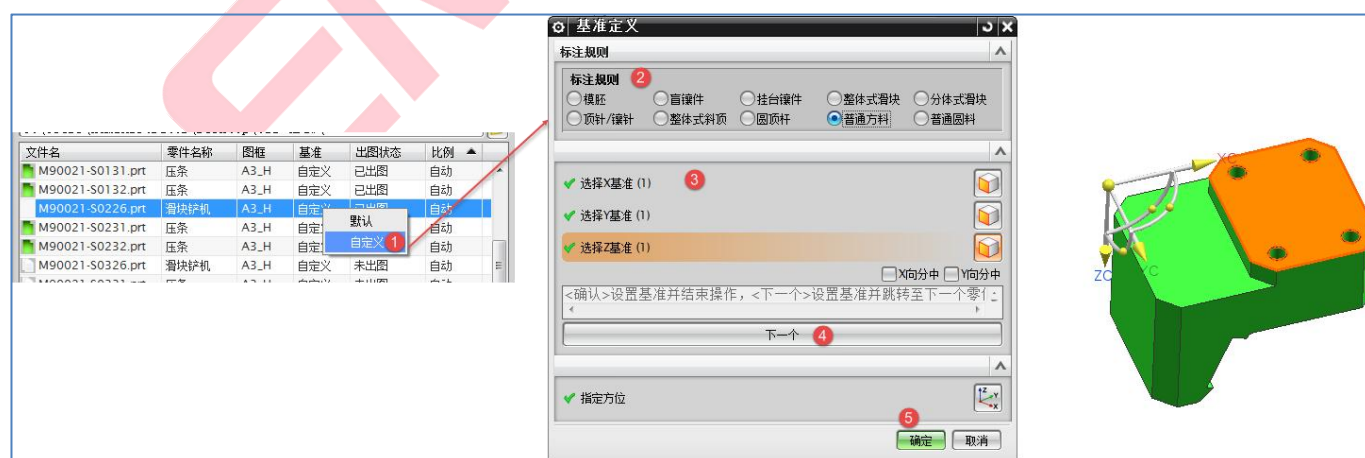 文件名 零件名称 图框 基准 出图状态 比例
M90021-S0131.prt 压条 A3_H 自定义 已出图 自动
M90021-S0132.prt 压条 A3_H 自定义 已出图 自动
M90021-S0226.prt 滑块铲机 A3_H 自定义 已出图 自动
M90021-S0231.prt 压条 A3_H 自定 自动
M90021-S0232.prt 压条 A3_H 自定 自动
M90021-S0326.prt 滑块铲机 A3_H 自定义 未出图 自动
默认
自定义 1
基准定义
标注规则
标注规则 2
模胚 盲镶件 挂台镶件 整体式滑块 分体式滑块
顶针/镶针 整体式斜顶 圆顶杆 普通方料 普通圆料
选择X基准 (1) 3
选择Y基准 (1)
选择Z基准 (1)
X向分中 Y向分中
<确认>设置基准并结束操作，<下一个>设置基准并跳转至下一个零件
下一个 4
指定方位
5
确定 取消
XC
YC
ZC